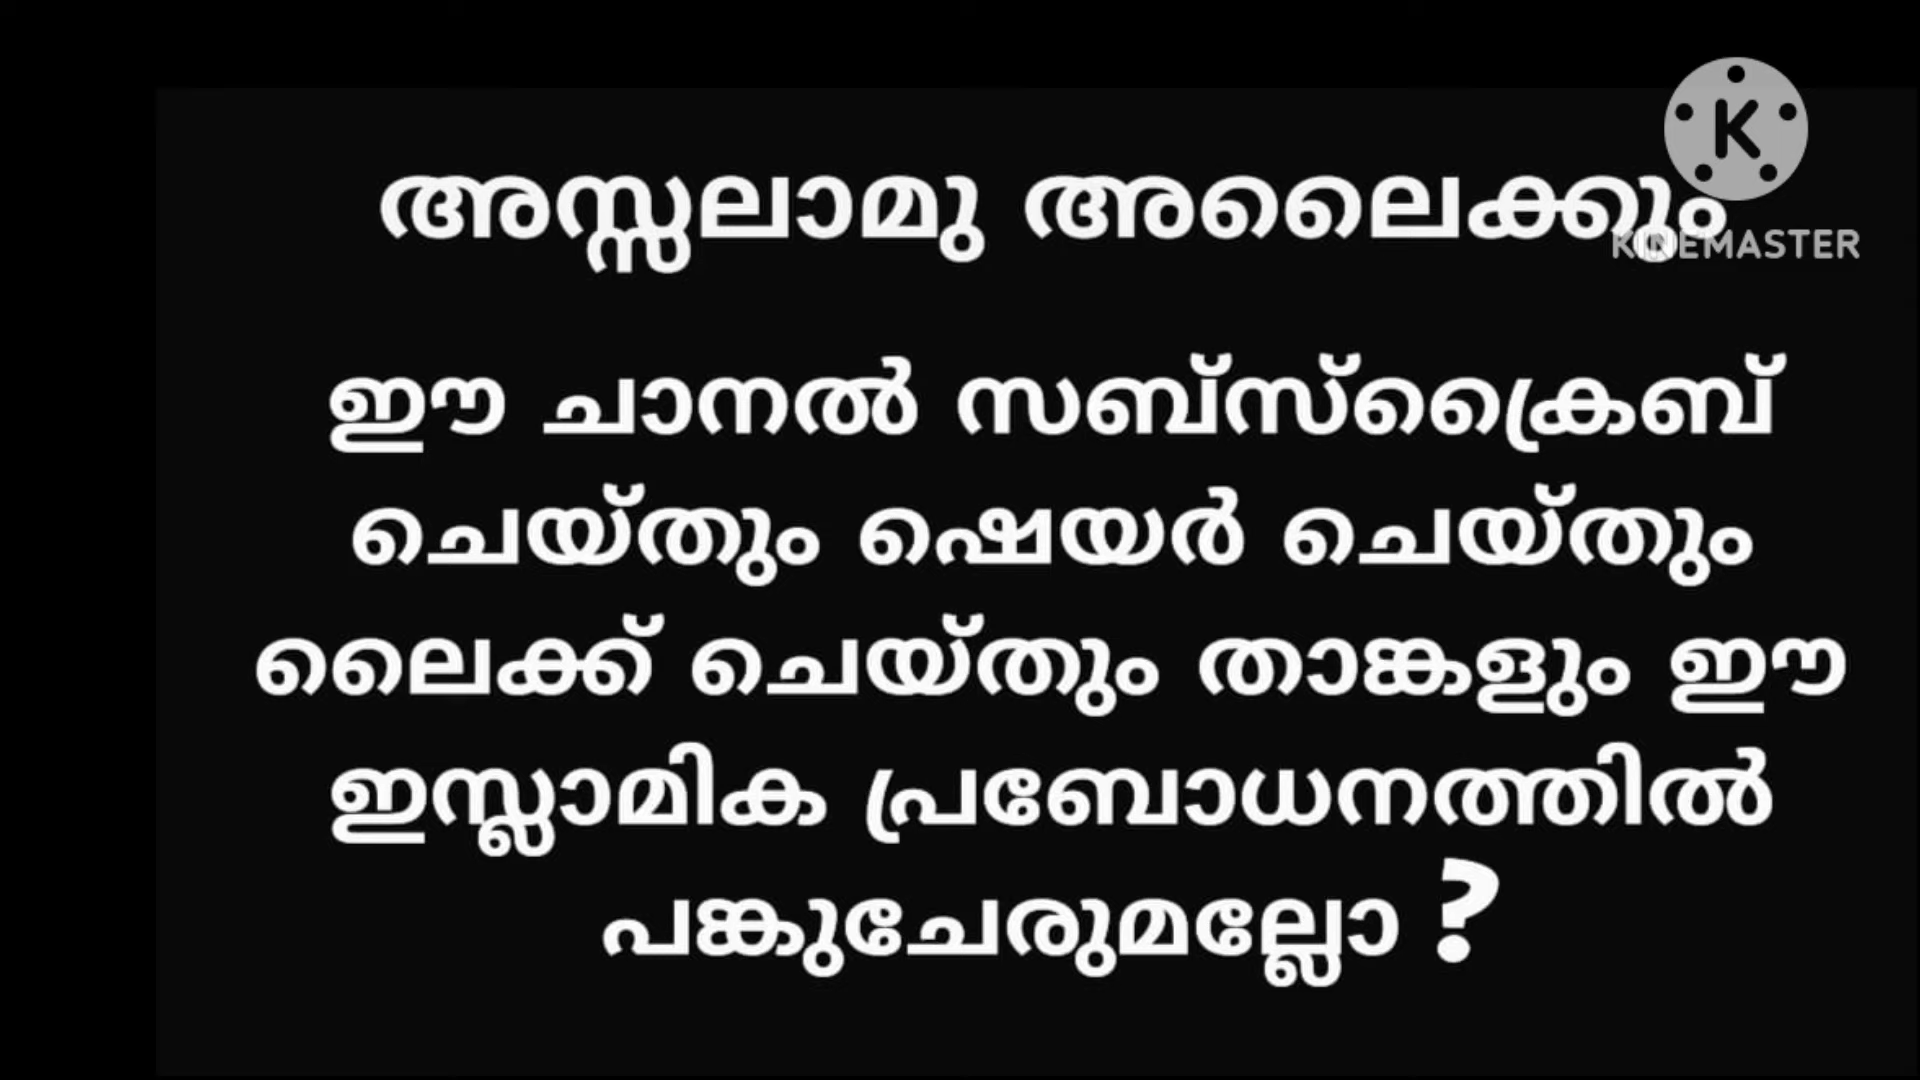 അസ്സലാമു അലൈക്കും
KINEMASTER
ഈ ചാനൽ സബ്സ്ക്രൈബ്
ചെയ്തും ഷെയർ ചെയ്തും
ലൈക്ക് ചെയ്തും താങ്കളും ഈ
ഇസ്ലാമിക പ്രബോധനത്തിൽ
പങ്കുചേരുമല്ലോ ?